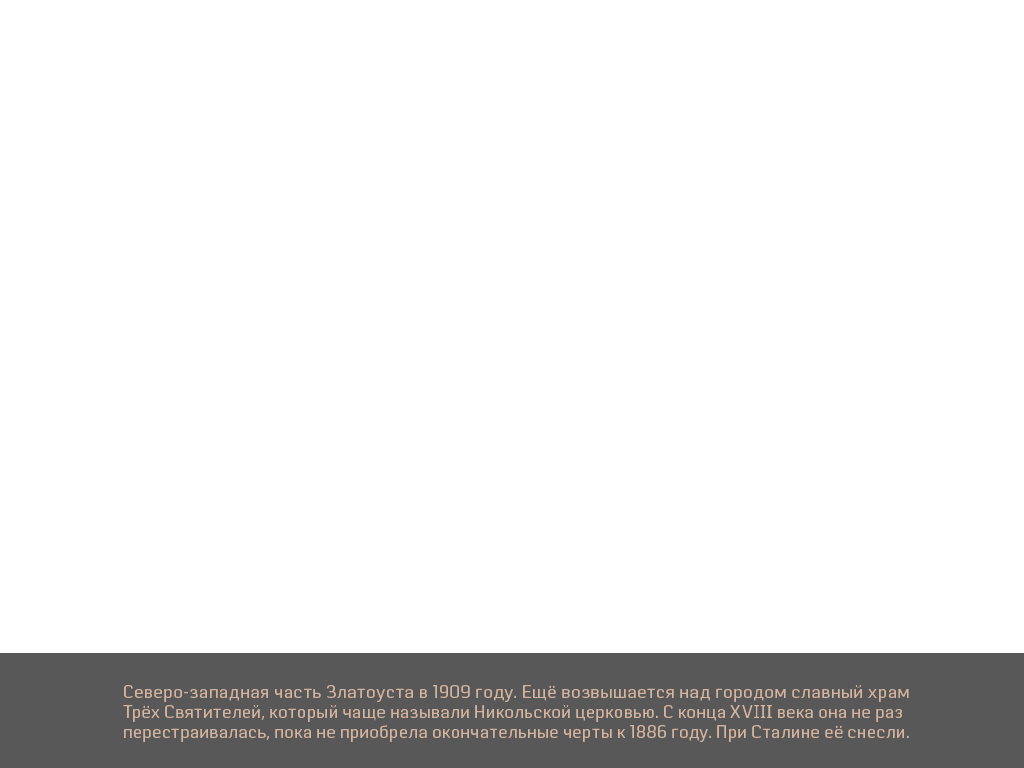 Северо-западная часть Златоуста в 1909 году. Ещё возвышается над городом славный храм
Трёх Святителей, который чаще называли Никольской церковью. С конца XVIII века она не раз
перестраивалась, пока не приобрела окончательные черты к 1886 году. При Сталине её снесли.